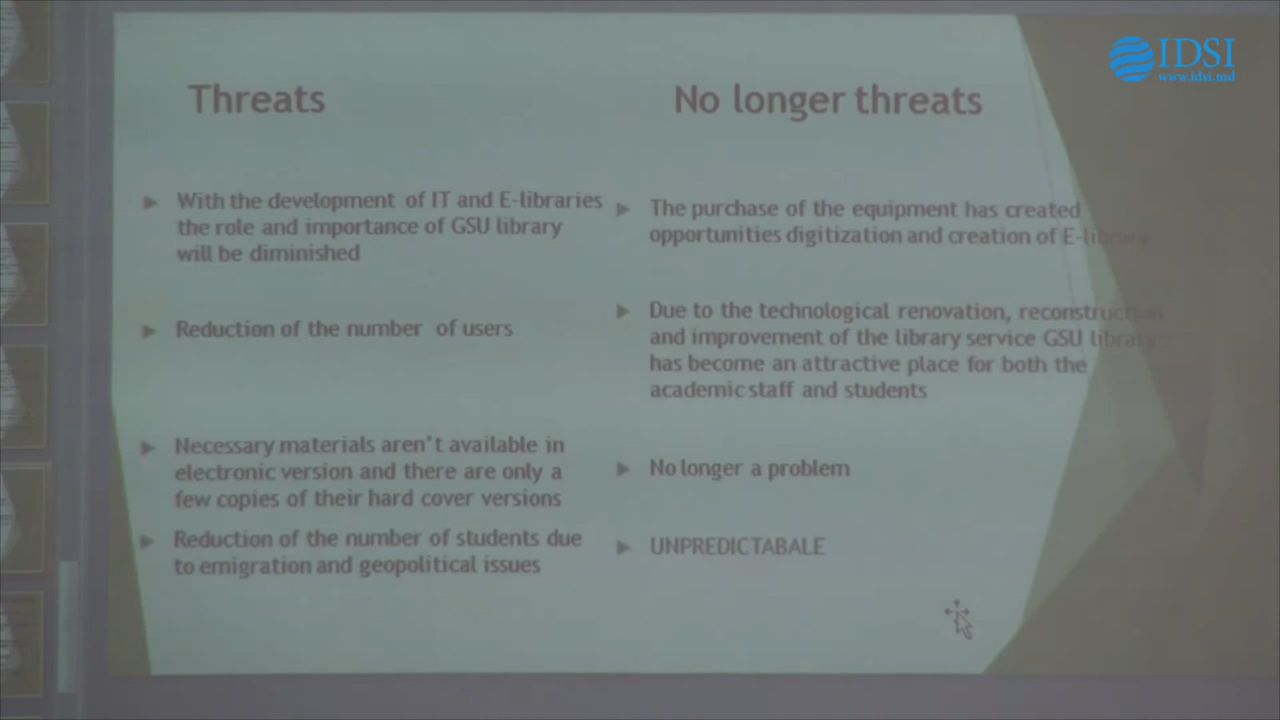 IDSI
www.idsi.md
Threats
No longer threats
With the development of IT and E-libraries
the role and importance of GSU library
will be diminished
Reduction of the number of users
Necessary materials aren't available in
electronic version and there are only a
few copies of their hard cover versions
Reduction of the number of students due
to emigration and geopolitical issues
The purchase of the equipment has created
opportunities digitization and creation of E-library
Due to the technological renovation, reconstruction
and improvement of the library service GSU library
has become an attractive place for both the
academic staff and students
No longer a problem
UNPREDICTABALE